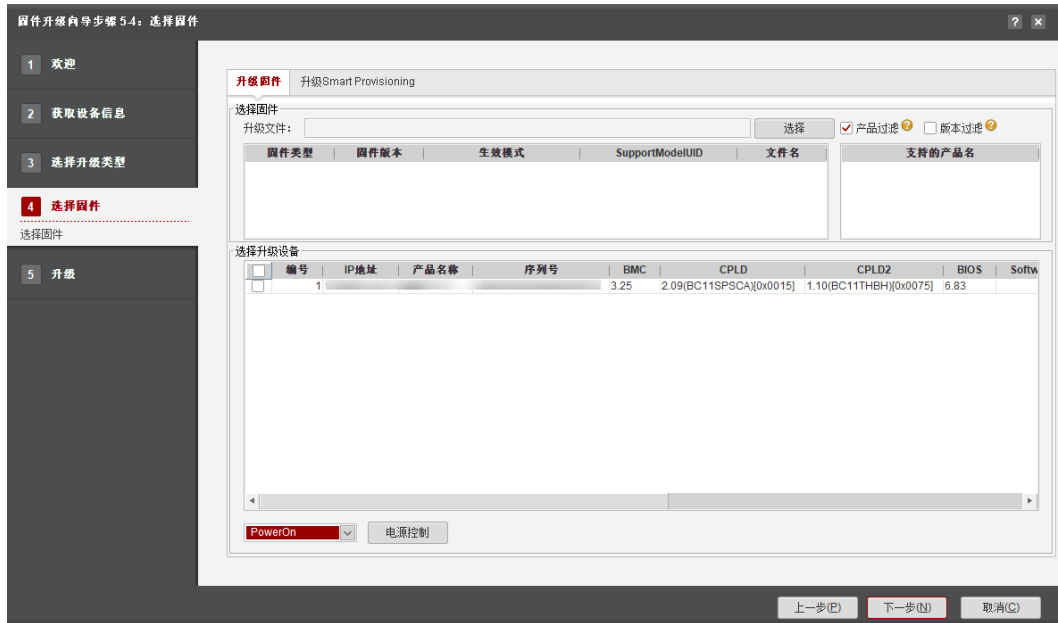 固件升级向导步骤 5-4：选择固件
? ×
1 欢迎
2 获取设备信息
3 选择升级类型
4 选择固件
选择固件
5 升级
升级固件 升级Smart Provisioning
选择固件
升级文件： 选择 产品过滤 ? 版本过滤 ?
固件类型 固件版本 生效模式 SupportModelUID 文件名 支持的产品名
选择升级设备
编号 IP地址 产品名称 序列号 BMC CPLD CPLD2 BIOS Softw
1 3.25 2.09(BC11SPSCA)[0x0015] 1.10(BC11THBH)[0x0075] 6.83
PowerOn 电源控制
上一步(P) 下一步(N) 取消(C)